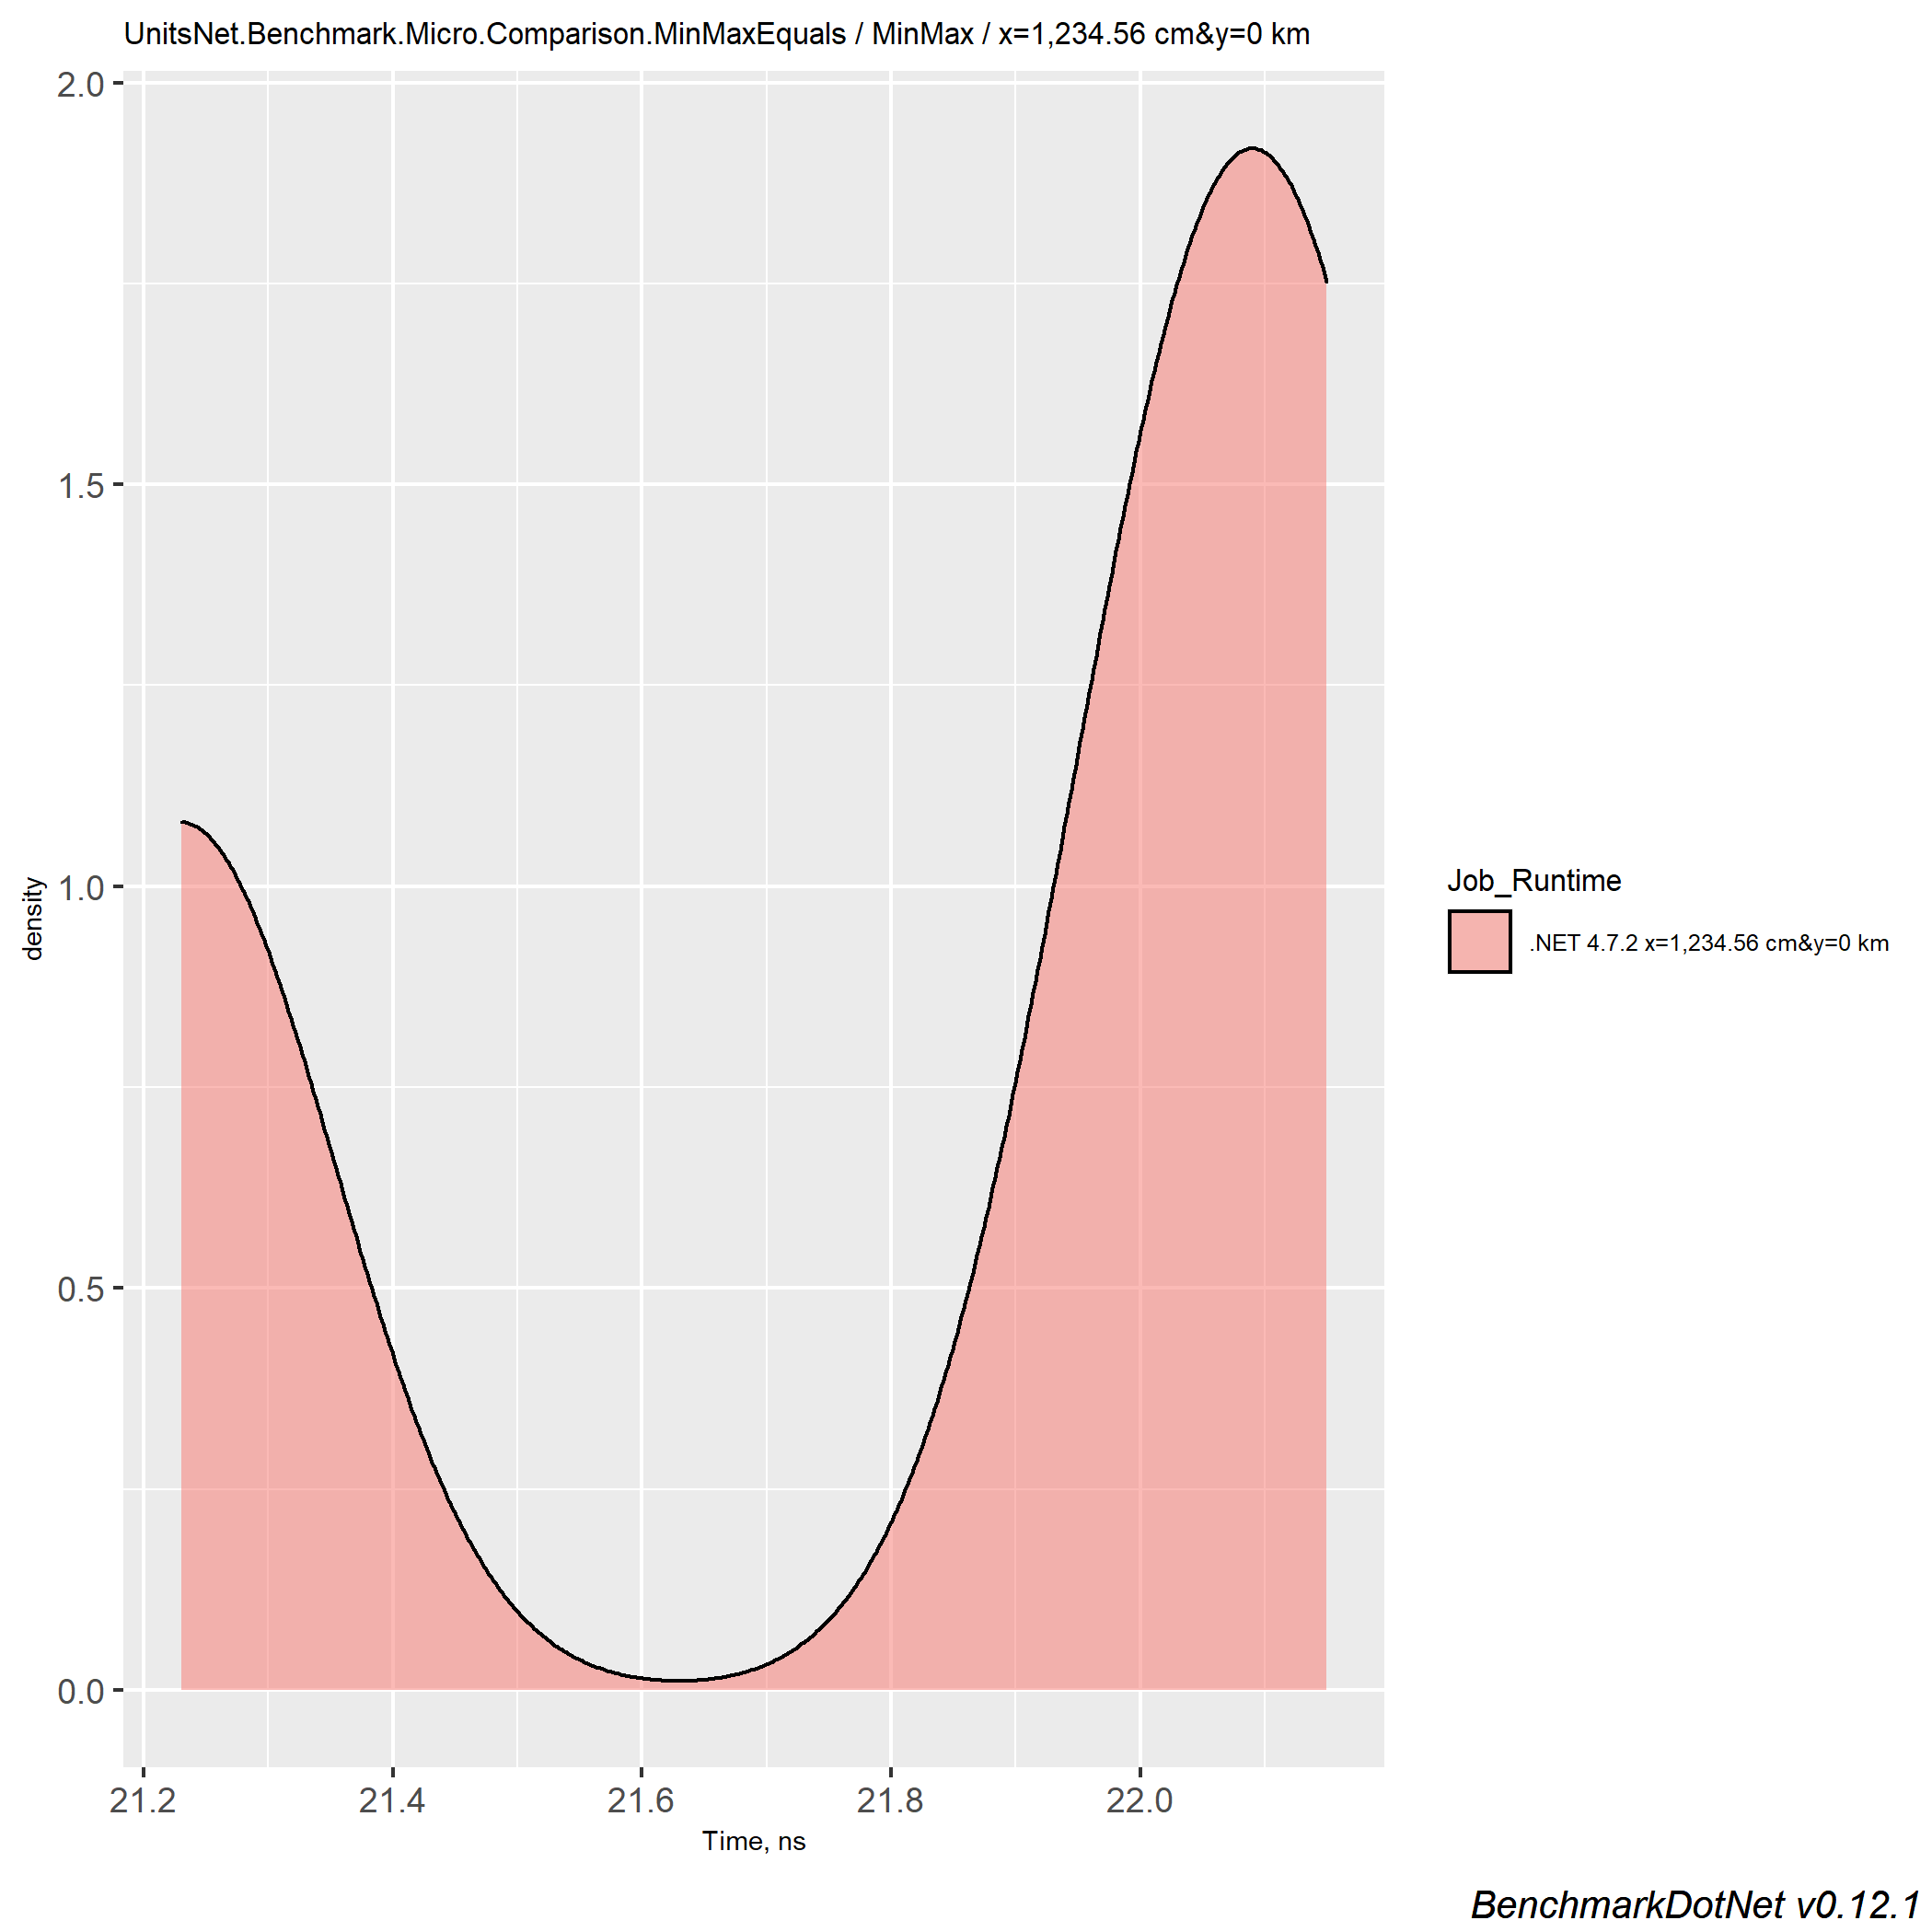 UnitsNet.Benchmark.Micro.Comparison.MinMaxEquals / MinMax / x=1,234.56 cm&y=0 km
2.0
1.5
1.0
0.5
0.0
density
21.2 21.4 21.6 21.8 22.0
Time, ns
Job_Runtime
.NET 4.7.2 x=1,234.56 cm&y=0 km
BenchmarkDotNet v0.12.1